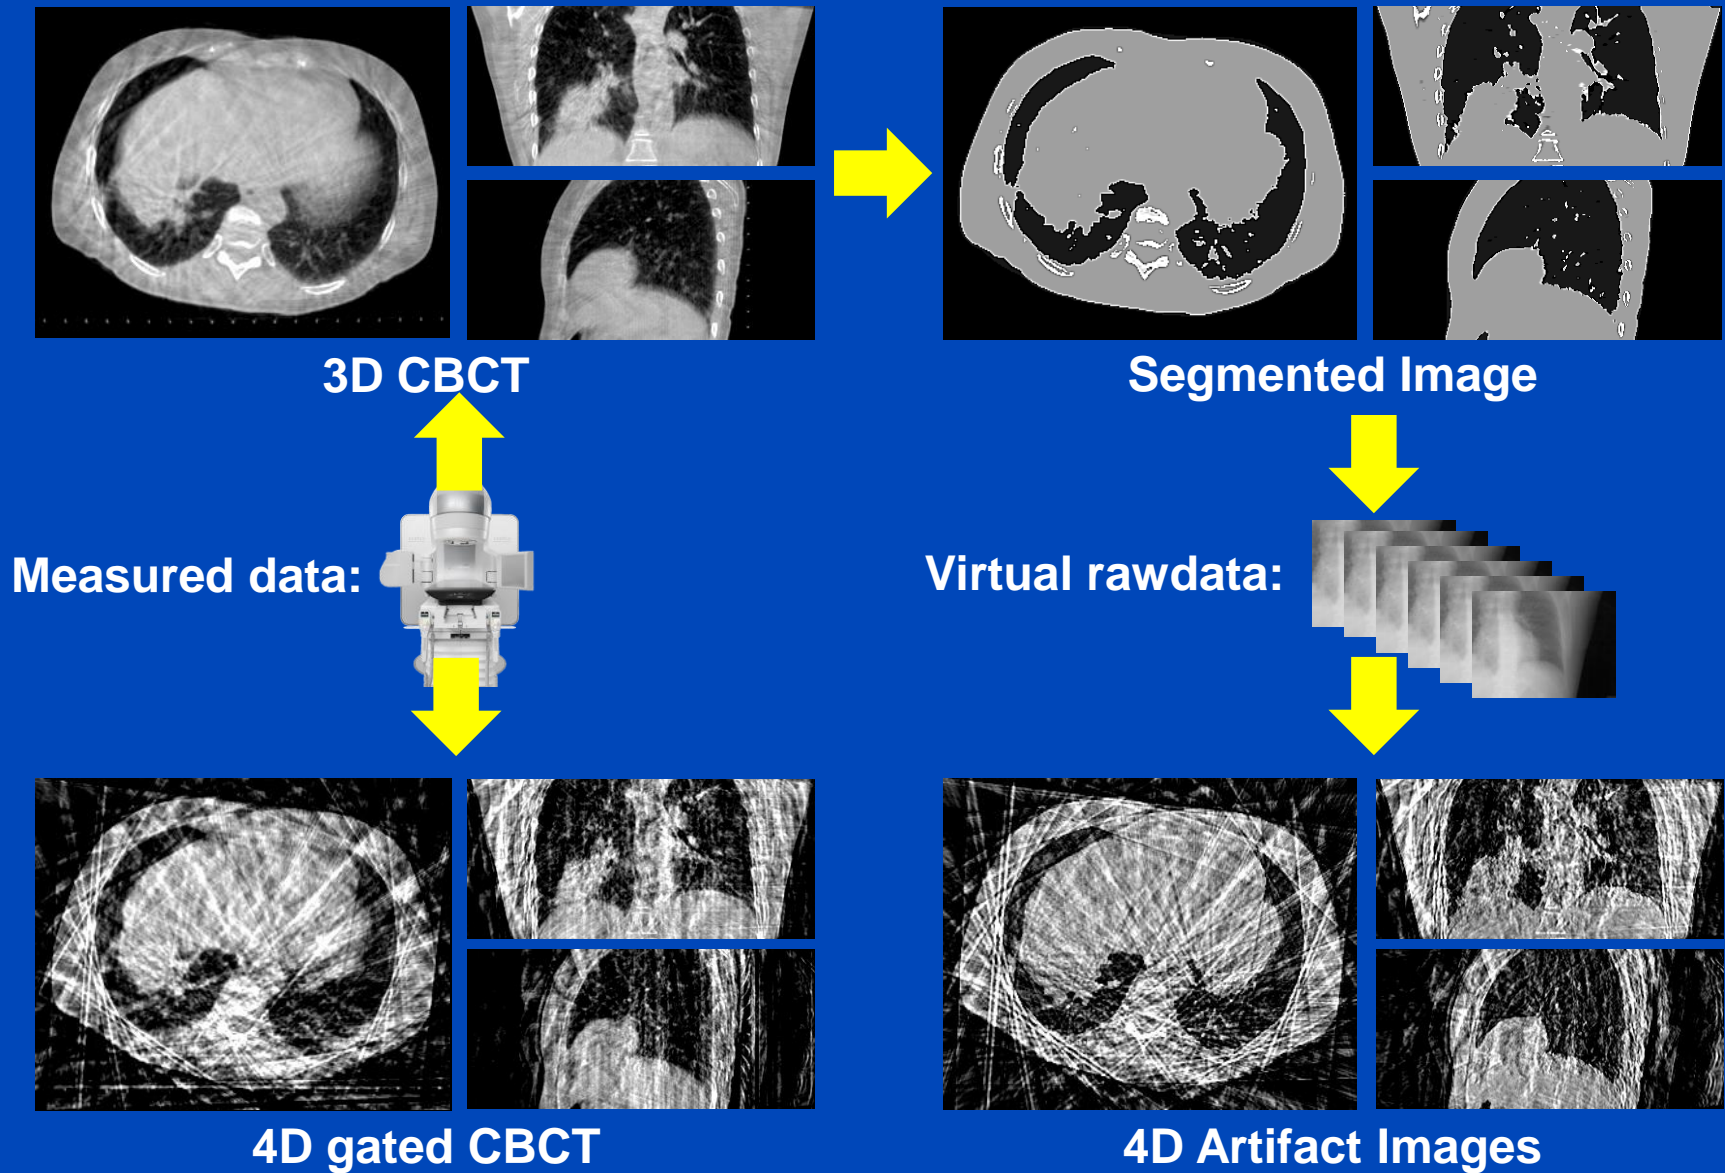 3D CBCT
Segmented Image
Measured data:
Virtual rawdata:
4D gated CBCT
4D Artifact Images